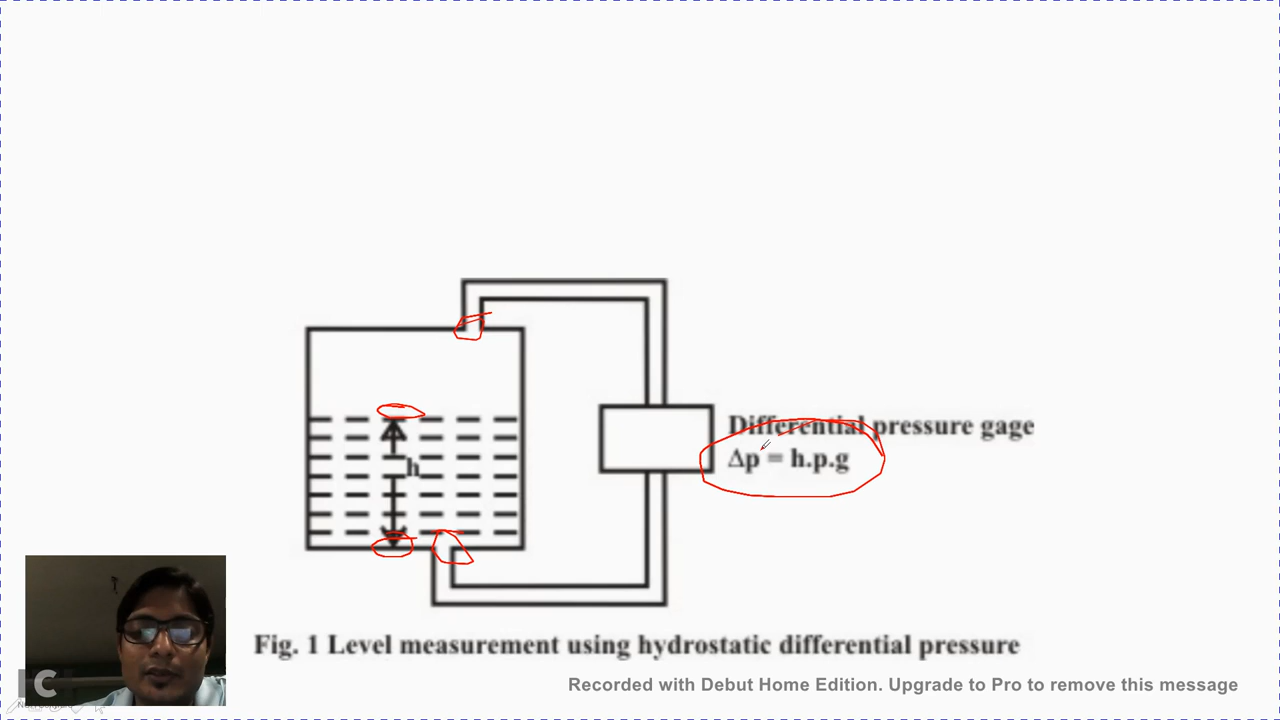 Differential pressure gage
Δp = h.p.g
h
Fig. 1 Level measurement using hydrostatic differential pressure
Recorded with Debut Home Edition. Upgrade to Pro to remove this message